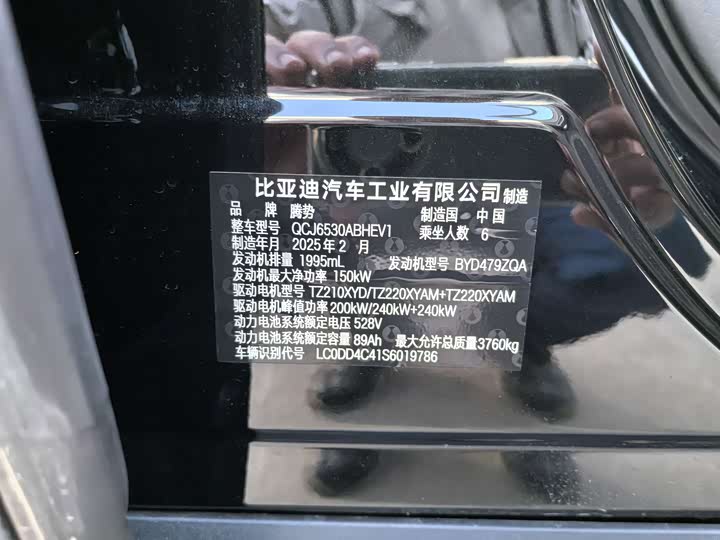 比亚迪汽车工业有限公司 制造
品 牌 腾势 制造国 中 国
整车型号 QCJ6530ABHEV1 乘坐人数 6
制造年月 2025 年 2 月
发动机排量 1995mL 发动机型号 BYD479ZQA
发动机最大净功率 150kW
驱动电机型号 TZ210XYD/TZ220XYAM+TZ220XYAM
驱动电机峰值功率 200kW/240kW+240kW
动力电池系统额定电压 528V
动力电池系统额定容量 89Ah 最大允许总质量3760kg
车辆识别代号 LC0DD4C41S6019786